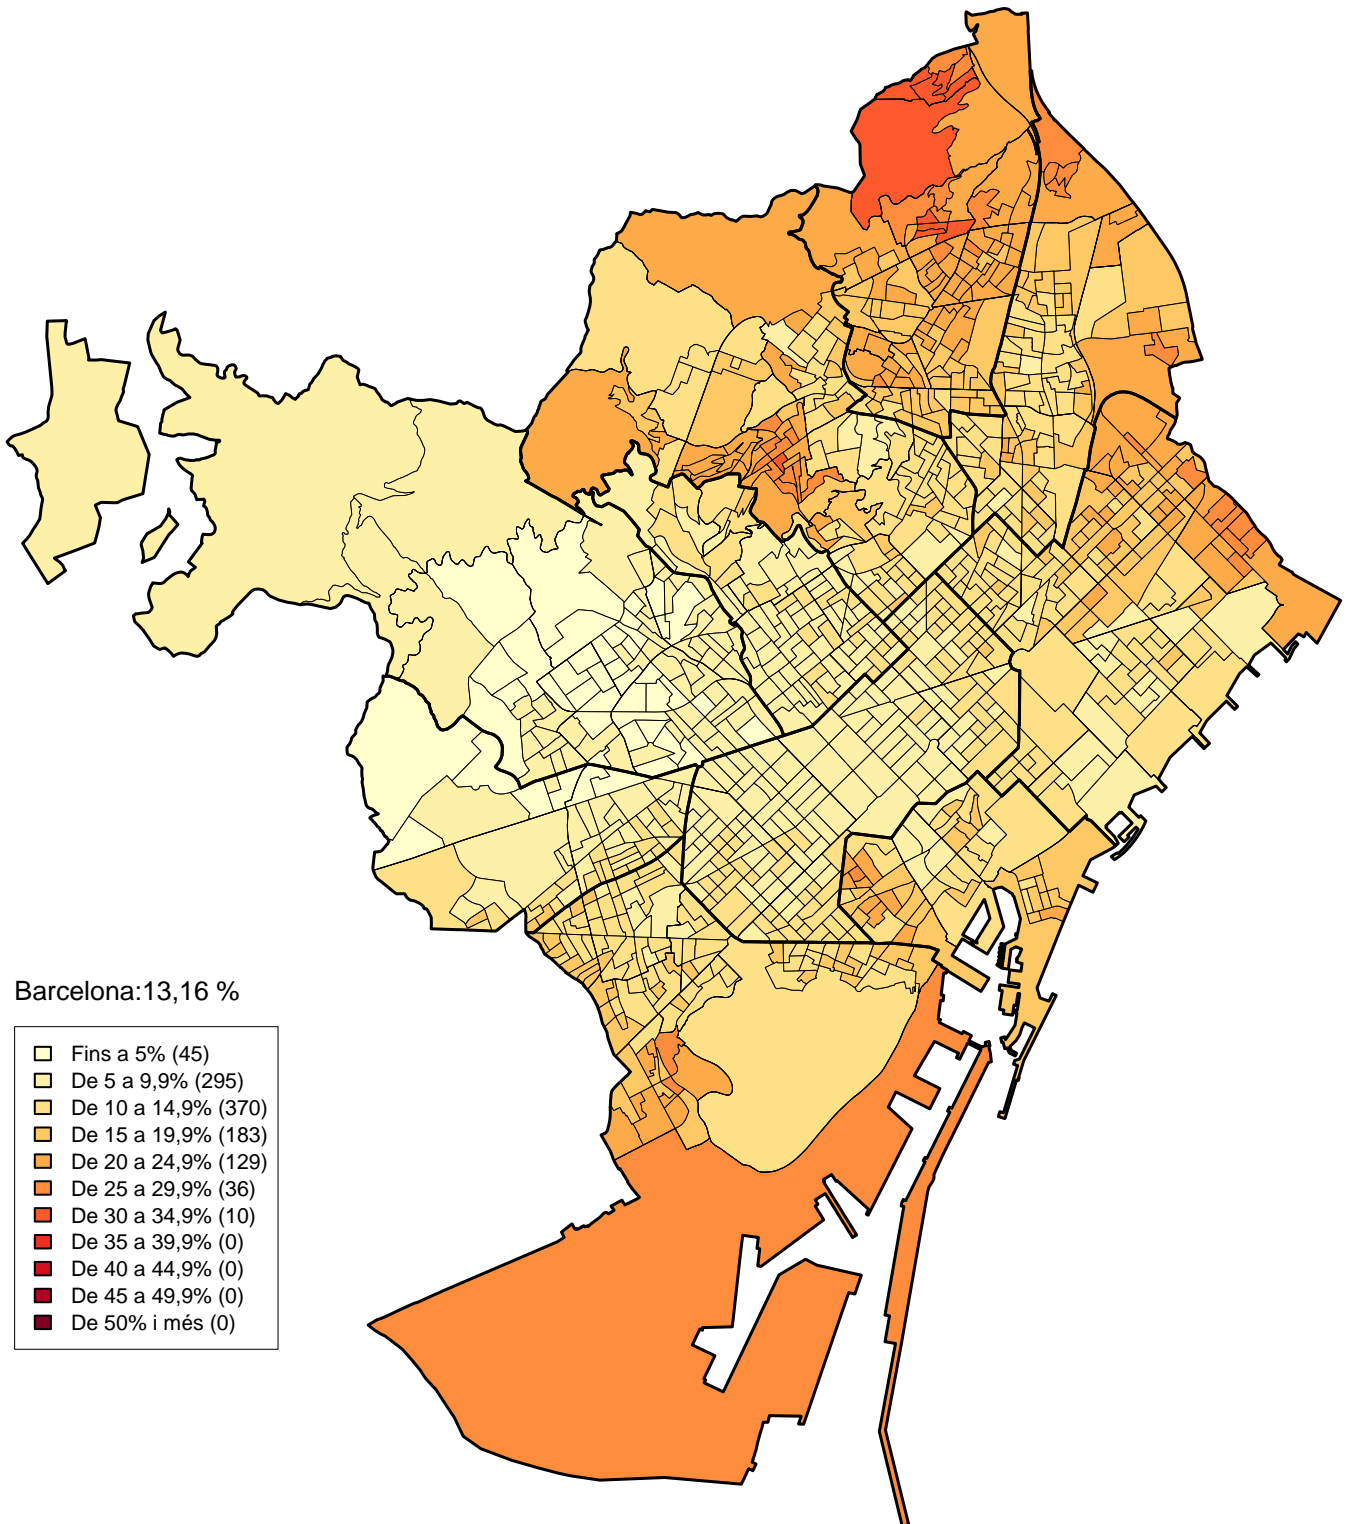 Barcelona:13,16 %
Fins a 5% (45)
De 5 a 9,9% (295)
De 10 a 14,9% (370)
De 15 a 19,9% (183)
De 20 a 24,9% (129)
De 25 a 29,9% (36)
De 30 a 34,9% (10)
De 35 a 39,9% (0)
De 40 a 44,9% (0)
De 45 a 49,9% (0)
De 50% i més (0)